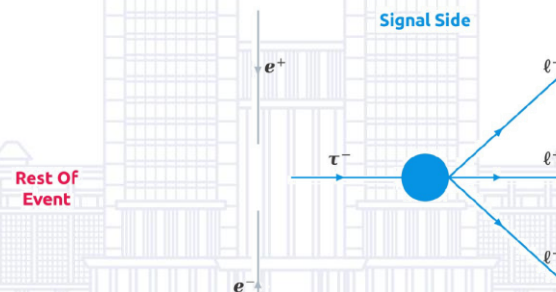 Signal Side
e⁺
ℓ⁻
τ⁻
ℓ
Rest Of
Event
ℓ⁻
e⁻